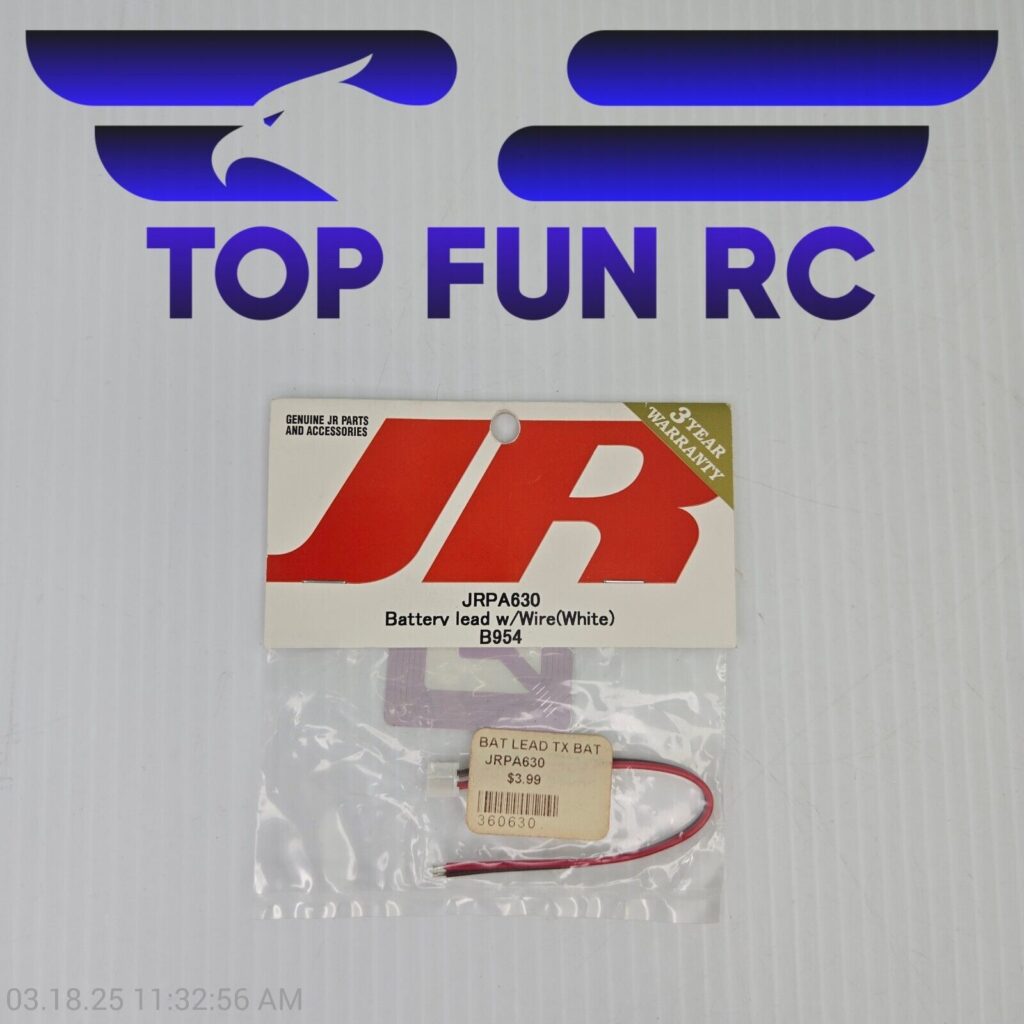 TOP FUN RC
GENUINE JR PARTS
AND ACCESSORIES
3 YEAR
WARRANTY
JR
JRPA630
Battery lead w/Wire(White)
B954
BAT LEAD TX BAT
JRPA630
$3.99
360630
03.18.25 11:32:56 AM